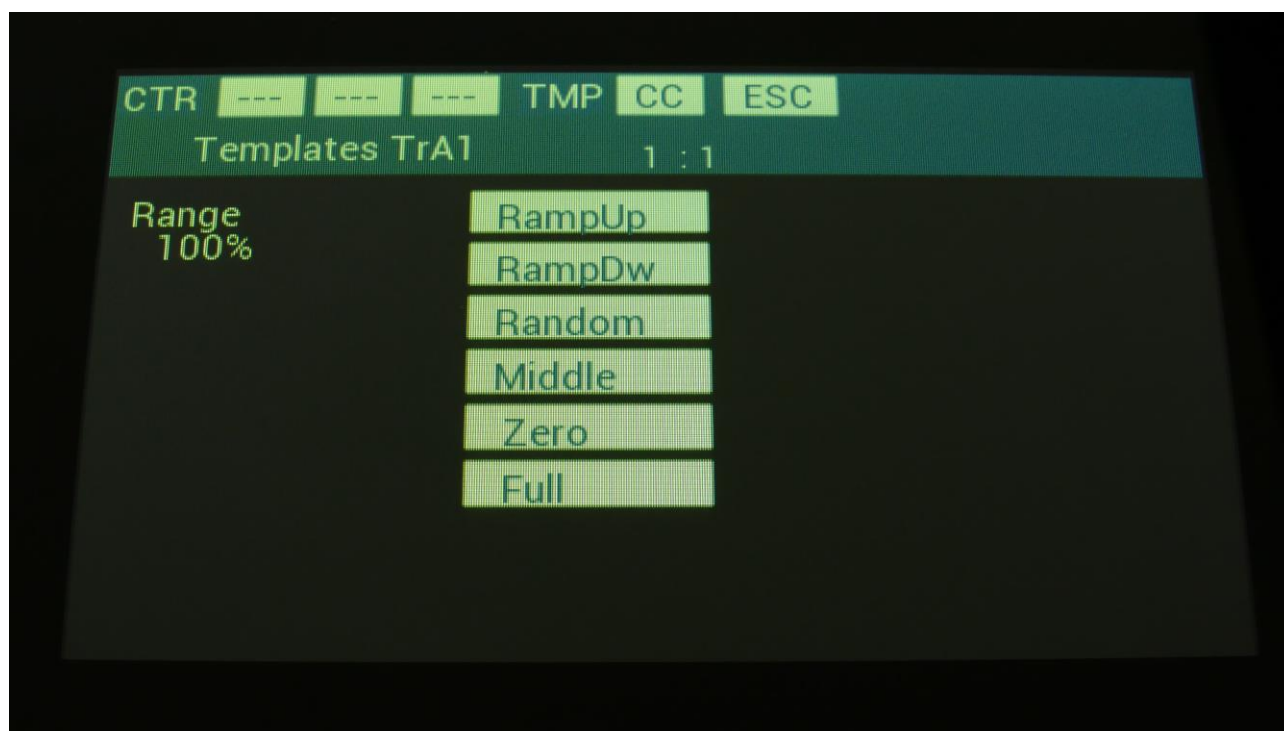 CTR --- --- --- TMP CC ESC
Templates TrA1 1 : 1
Range
100%
RampUp
RampDw
Random
Middle
Zero
Full